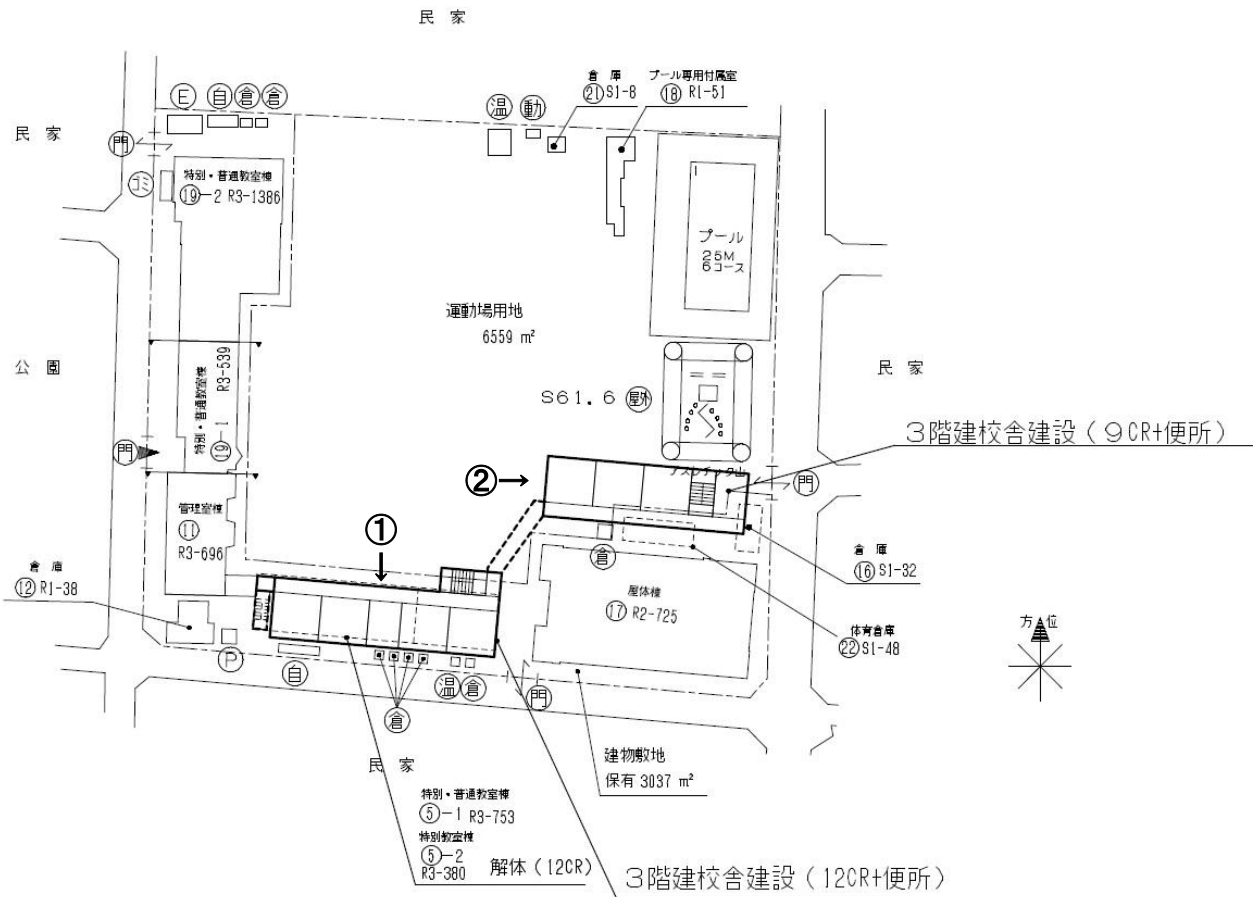 民 家
倉 庫
㉑ S1-8
プール専用付属室
⑱ R1-51
E 自 倉 倉
温 動
民 家
門
ゴミ
特別・普通教室棟
⑲-2 R3-1386
プール
25M
6コース
運動場用地
6559 m²
公 園
特別・普通教室棟
⑲-1 R3-539
民 家
S61.6 屋外
3階建校舎建設(9CR+便所)
アスレチック山
門
②→
門
管理室棟
⑪
R3-696
①
↓
倉
倉 庫
⑯ S1-32
倉 庫
⑫ R1-38
屋体棟
⑰ R2-725
体育倉庫
㉒ S1-48
方位
P
自
温 倉
門
倉
民 家
建物敷地
保有 3037 m²
特別・普通教室棟
⑤-1 R3-753
特別教室棟
⑤-2
R3-380
解体(12CR)
3階建校舎建設(12CR+便所)